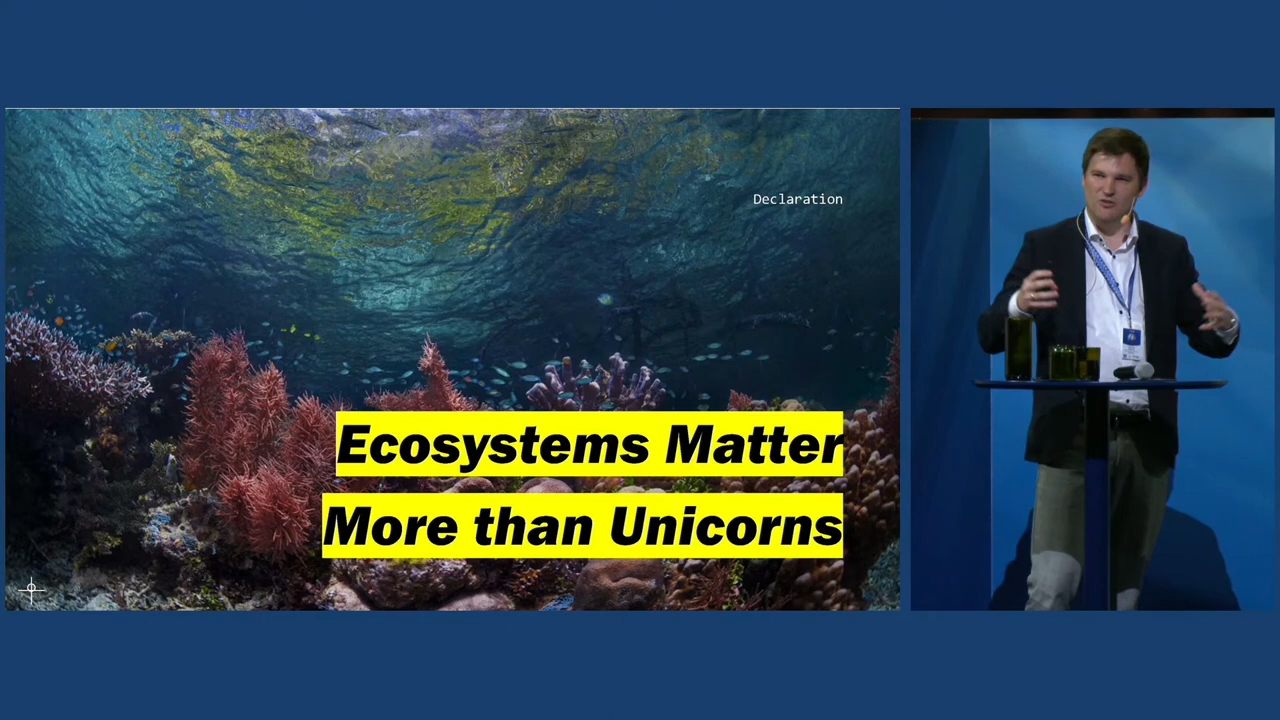 Declaration
Ecosystems Matter
More than Unicorns